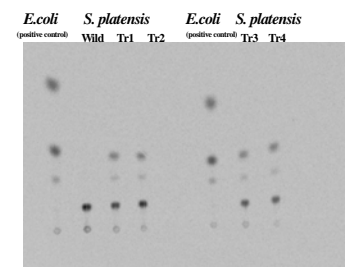 E.coli S. platensis E.coli S. platensis
(positive control) Wild Tr1 Tr2 (positive control) Tr3 Tr4